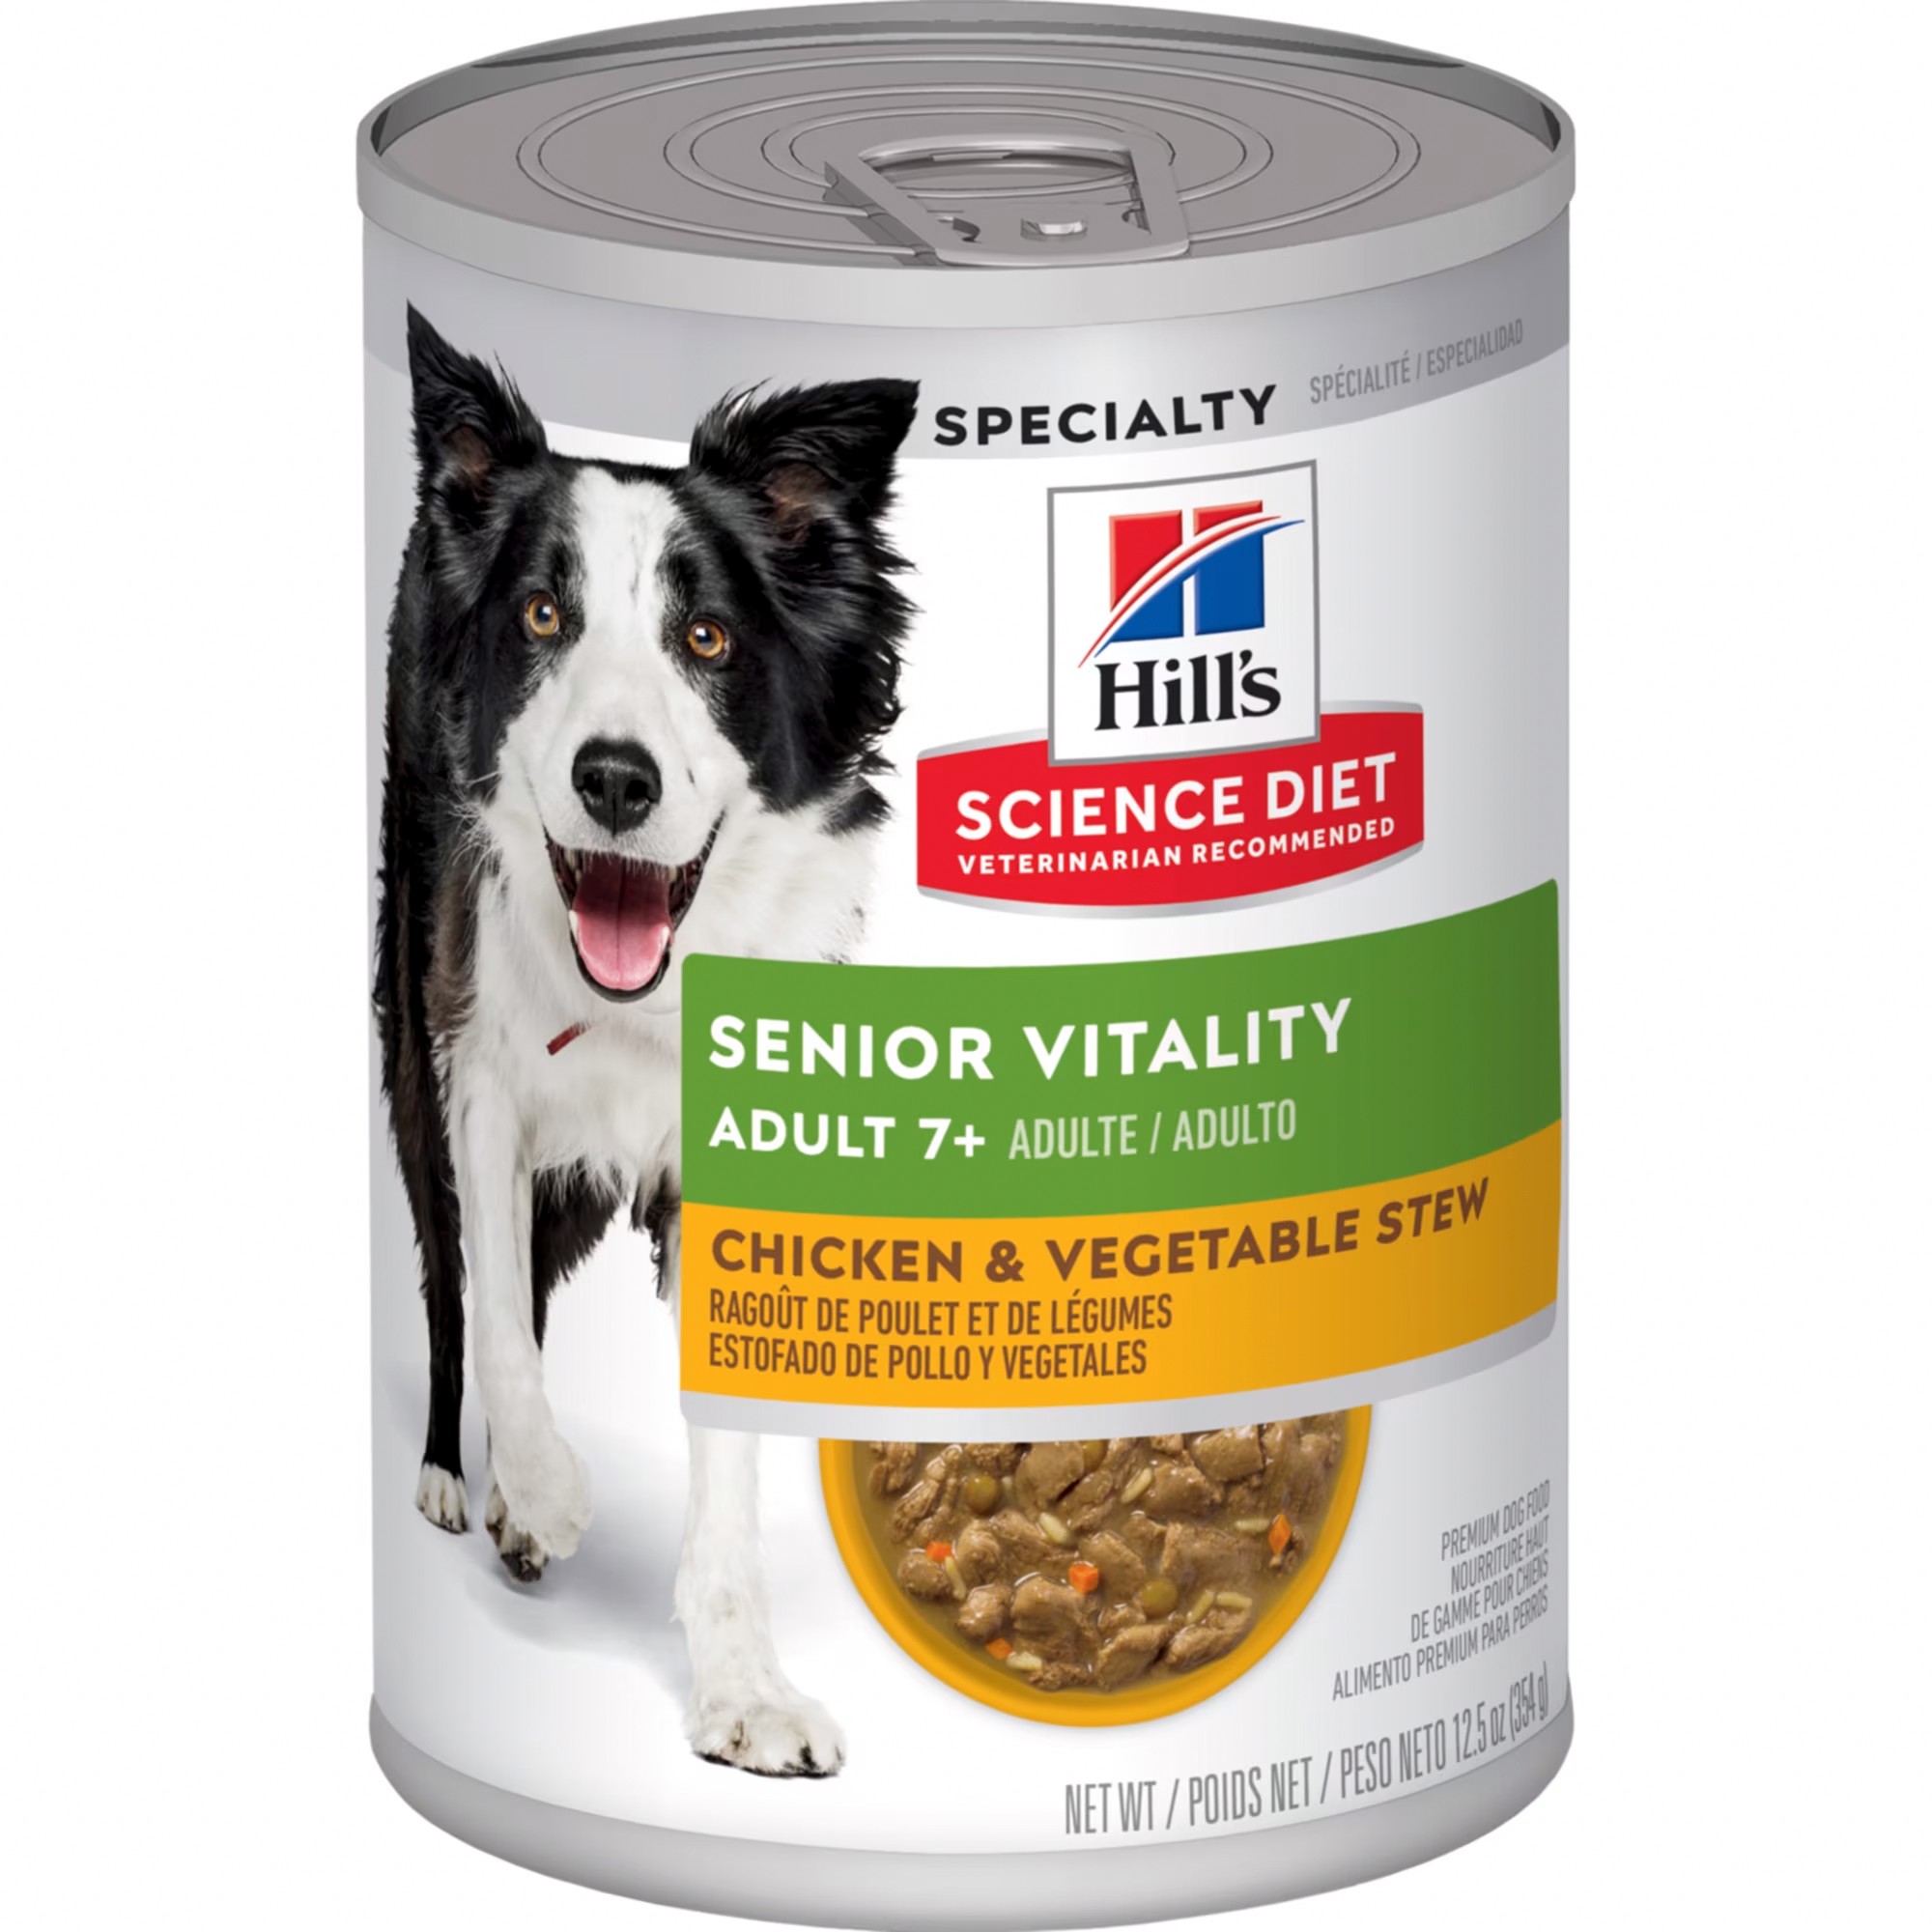 SPECIALTY SPÉCIALITÉ / ESPECIALIDAD
Hill's
SCIENCE DIET
VETERINARIAN RECOMMENDED
SENIOR VITALITY
ADULT 7+ ADULTE / ADULTO
CHICKEN & VEGETABLE STEW
RAGOÛT DE POULET ET DE LÉGUMES
ESTOFADO DE POLLO Y VEGETALES
PREMIUM DOG FOOD
NOURRITURE HAUT
DE GAMME POUR CHIENS
ALIMENTO PREMIUM PARA PERROS
NET WT / POIDS NET / PESO NETO 12.5 oz (354 g)